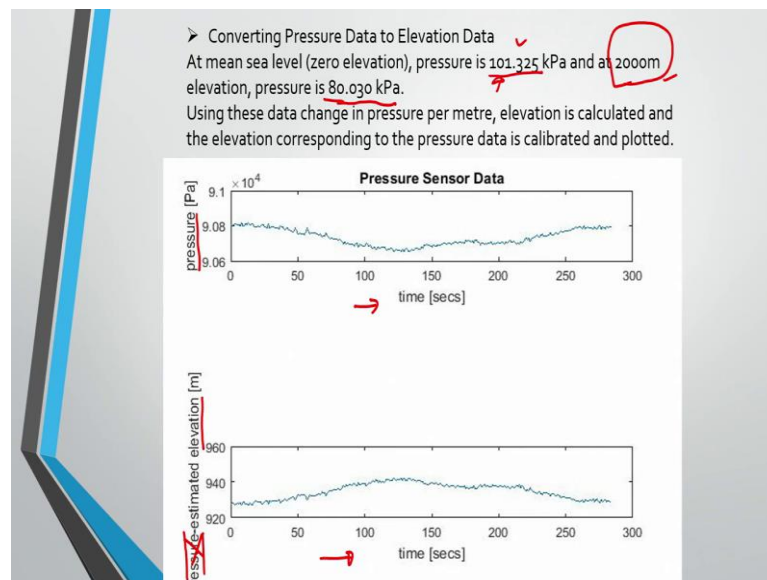 Converting Pressure Data to Elevation Data
At mean sea level (zero elevation), pressure is 101.325 kPa and at 2000m
elevation, pressure is 80.030 kPa.
Using these data change in pressure per metre, elevation is calculated and
the elevation corresponding to the pressure data is calibrated and plotted.
Pressure Sensor Data
× 10^4
pressure [Pa]
9.1
9.08
9.06
0 50 100 150 200 250 300
time [secs]
essure-estimated elevation [m]
960
940
920
0 50 100 150 200 250 300
time [secs]